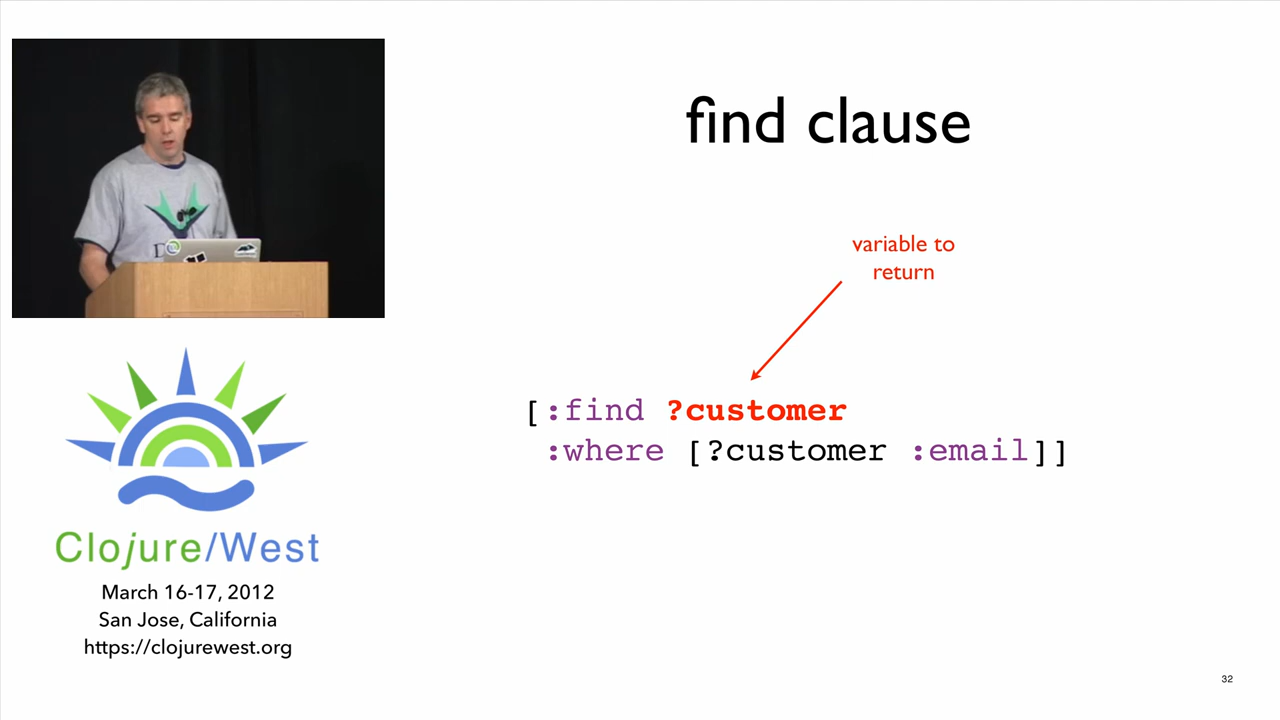 find clause
variable to
return
[:find ?customer
:where [?customer :email]]
Clojure/West
March 16-17, 2012
San Jose, California
https://clojurewest.org
32